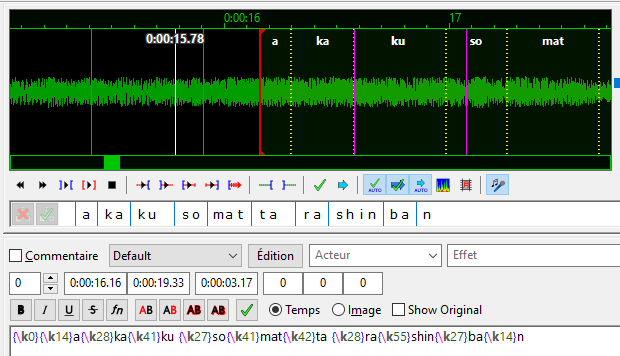 0:00:16 17
0:00:15.78 a ka ku so mat
AUTO AUTO
a ka ku so mat ta ra shin ba n
Commentaire Default Édition Acteur Effet
0 0:00:16.16 0:00:19.33 0:00:03.17 0 0 0
B I U S fn AB AB AB AB Temps Image Show Original
{\k0}{\k14}a{\k28}ka{\k41}ku {\k27}so{\k41}mat{\k42}ta {\k28}ra{\k55}shin{\k27}ba{\k14}n